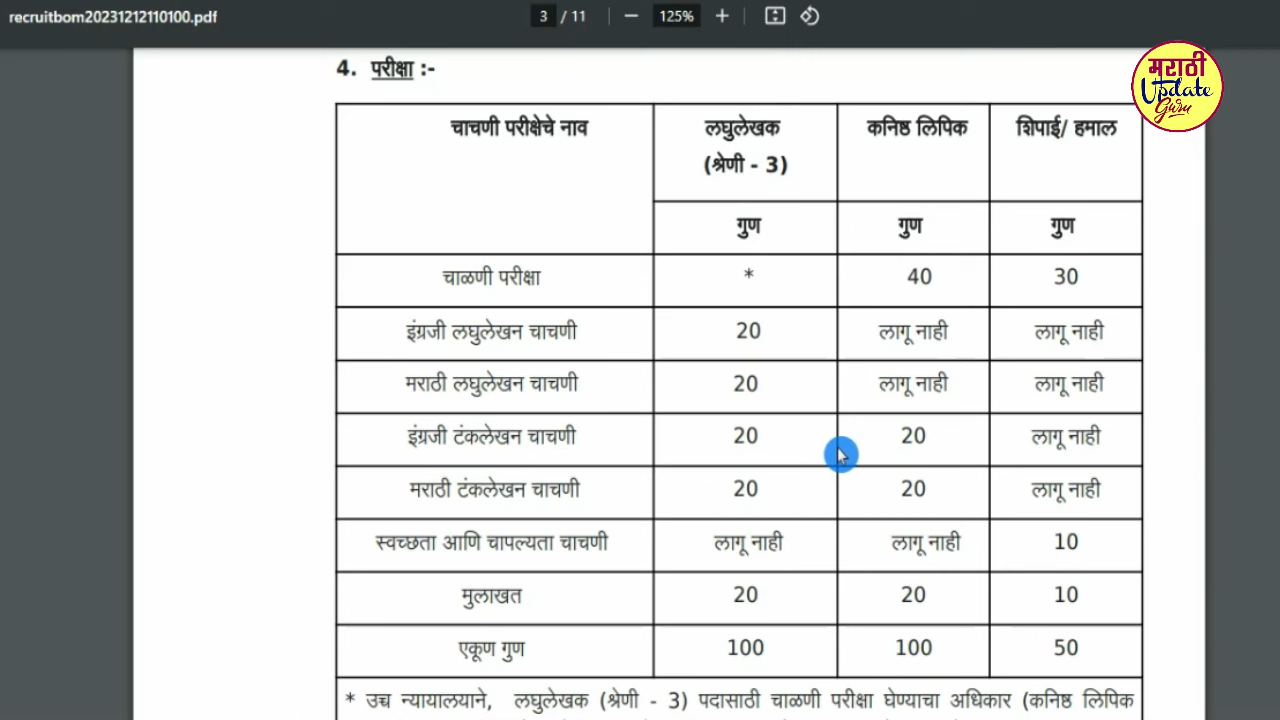 recruitbom20231212110100.pdf
3 / 11
125%
मराठी
Update
Guru
4. परीक्षा :-
चाचणी परीक्षेचे नाव लघुलेखक कनिष्ठ लिपिक शिपाई/ हमाल
(श्रेणी - 3)
गुण गुण गुण
चाळणी परीक्षा * 40 30
इंग्रजी लघुलेखन चाचणी 20 लागू नाही लागू नाही
मराठी लघुलेखन चाचणी 20 लागू नाही लागू नाही
इंग्रजी टंकलेखन चाचणी 20 20 लागू नाही
मराठी टंकलेखन चाचणी 20 20 लागू नाही
स्वच्छता आणि चापल्यता चाचणी लागू नाही लागू नाही 10
मुलाखत 20 20 10
एकूण गुण 100 100 50
* उच्च न्यायालयाने, लघुलेखक (श्रेणी - 3) पदासाठी चाळणी परीक्षा घेण्याचा अधिकार (कनिष्ठ लिपिक